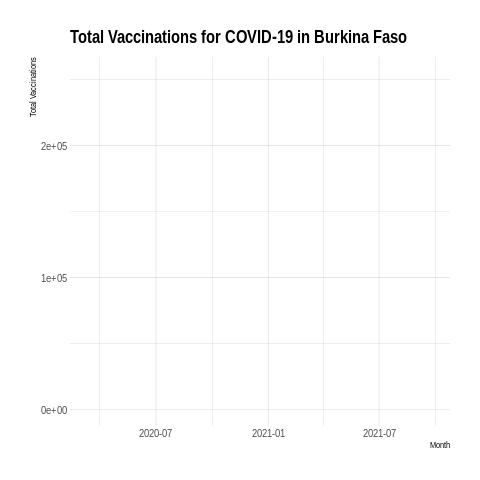 Total Vaccinations for COVID-19 in Burkina Faso
Total Vaccinations
2e+05
1e+05
0e+00
2020-07 2021-01 2021-07
Month